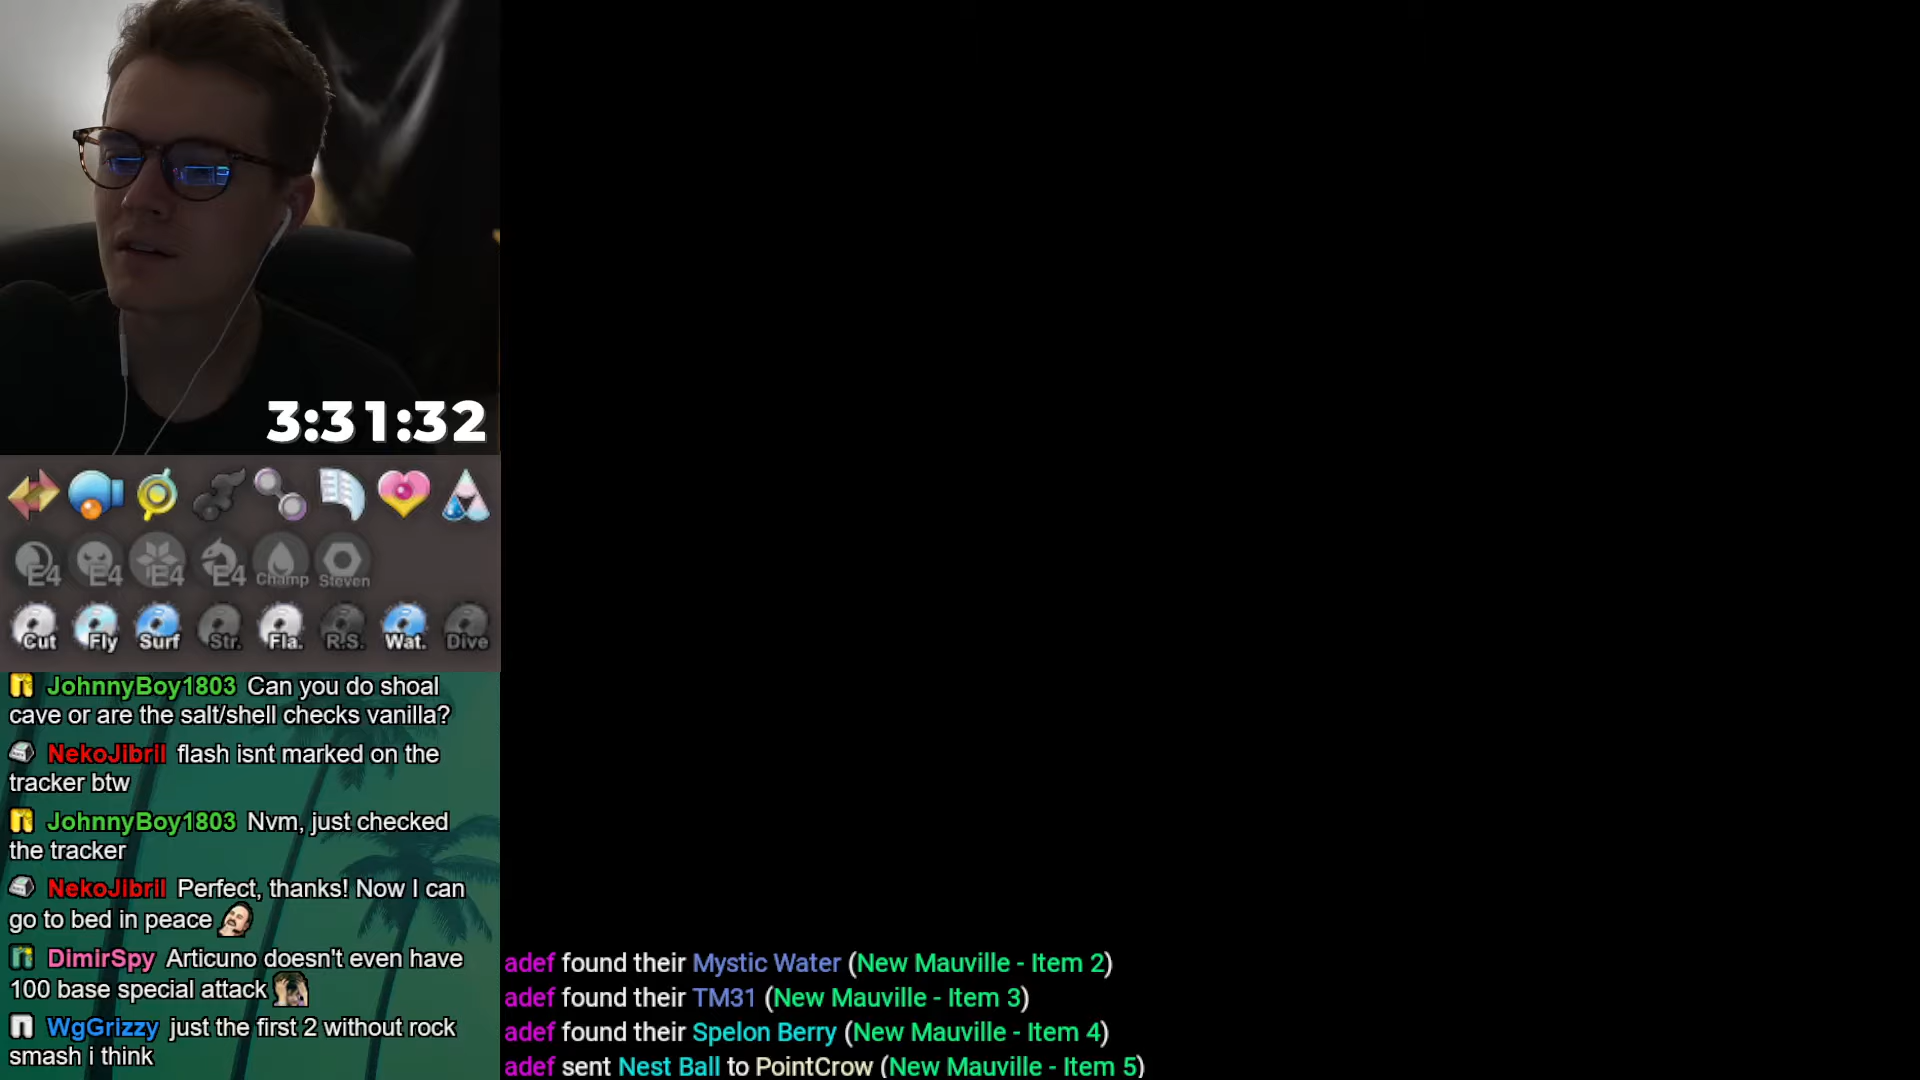 3:31:32
E4 E4 E4 E4 Champ Steven
Cut Fly Surf Str. Fla. R.S. Wat. Dive
JohnnyBoy1803 Can you do shoal
cave or are the salt/shell checks vanilla?
NekoJibril flash isnt marked on the
tracker btw
JohnnyBoy1803 Nvm, just checked
the tracker
NekoJibril Perfect, thanks! Now I can
go to bed in peace
DimirSpy Articuno doesn't even have
100 base special attack
WgGrizzy just the first 2 without rock
smash i think
adef found their Mystic Water (New Mauville - Item 2)
adef found their TM31 (New Mauville - Item 3)
adef found their Spelon Berry (New Mauville - Item 4)
adef sent Nest Ball to PointCrow (New Mauville - Item 5)